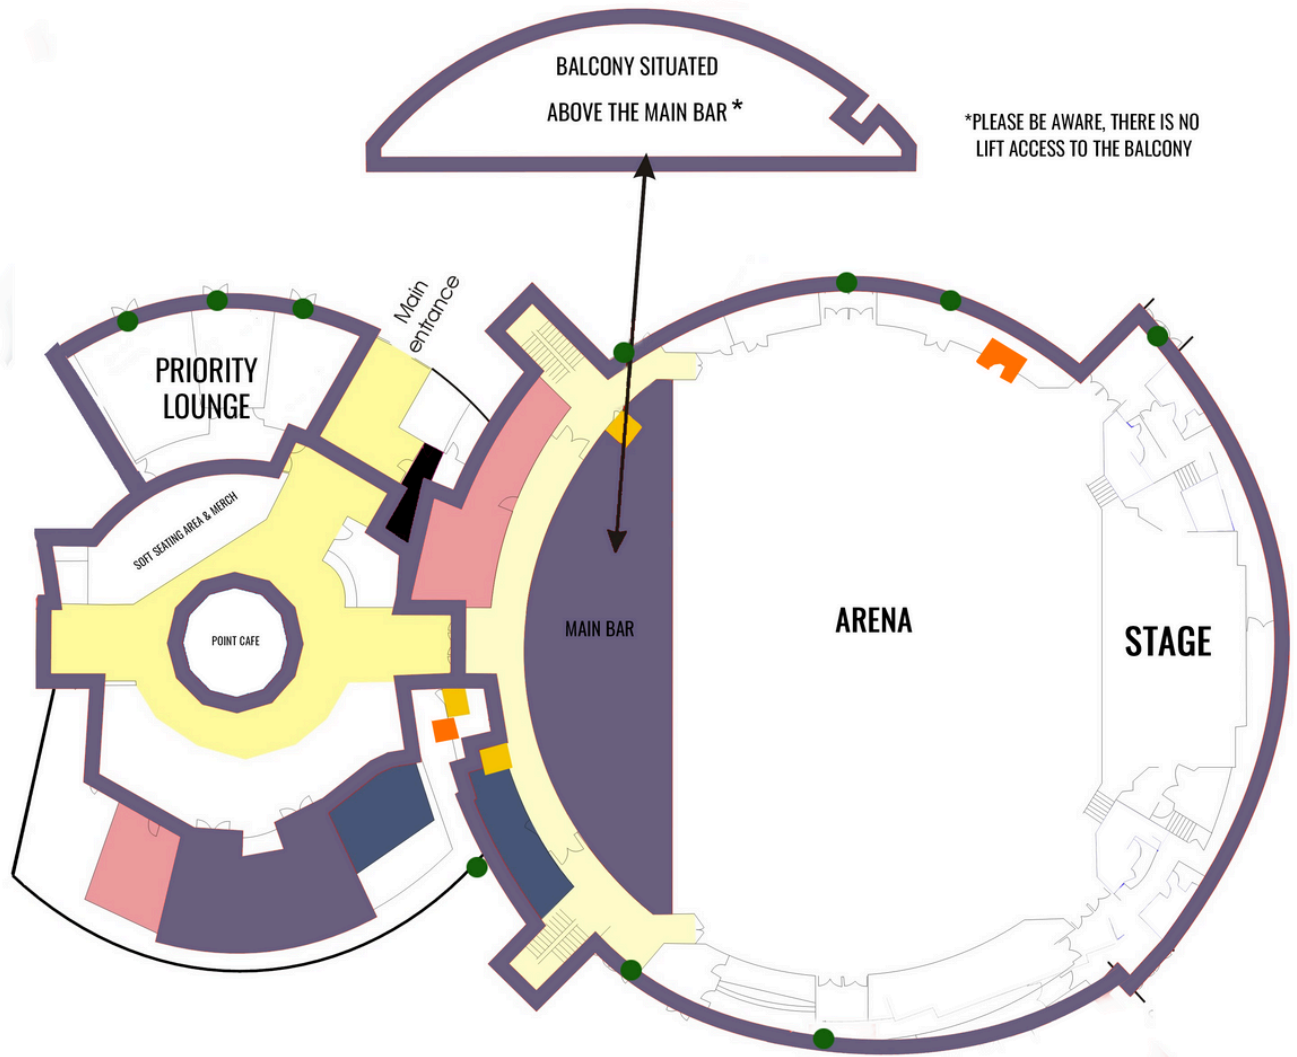 BALCONY SITUATED
ABOVE THE MAIN BAR *
*PLEASE BE AWARE, THERE IS NO
LIFT ACCESS TO THE BALCONY
Main
entrance
PRIORITY
LOUNGE
SOFT SEATING AREA & MERCH
POINT CAFE
MAIN BAR
ARENA
STAGE